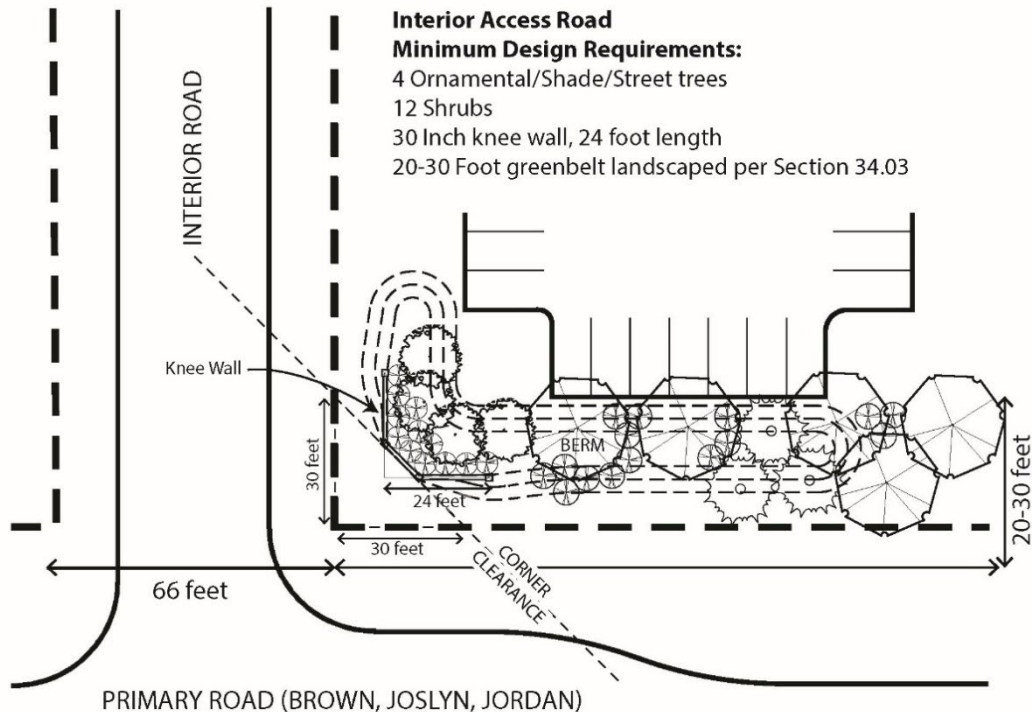 Interior Access Road
Minimum Design Requirements:
4 Ornamental/Shade/Street trees
12 Shrubs
30 Inch knee wall, 24 foot length
20-30 Foot greenbelt landscaped per Section 34.03
INTERIOR ROAD
Knee Wall
BERM
30 feet
24 feet
30 feet
20-30 feet
CORNER
CLEARANCE
66 feet
PRIMARY ROAD (BROWN, JOSLYN, JORDAN)